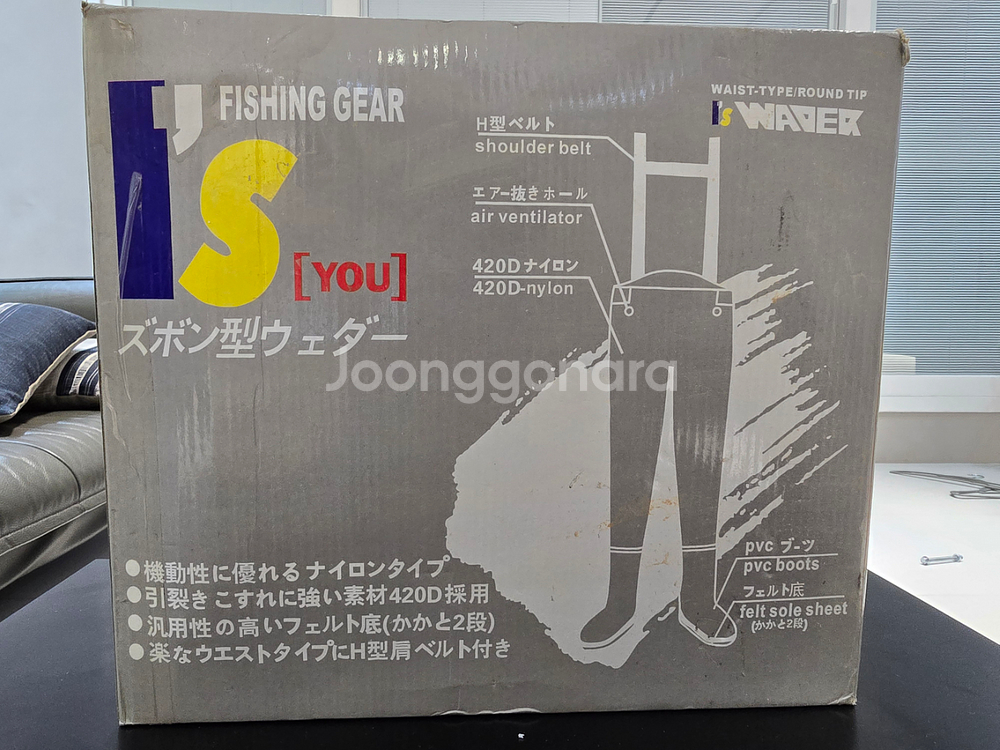 I's
FISHING GEAR
[YOU]
ズボン型ウェダー
WAIST-TYPE/ROUND TIP
I's WADER
H型ベルト
shoulder belt
エアー抜きホール
air ventilator
420Dナイロン
420D-nylon
Joonggonara
●機動性に優れるナイロンタイプ
●引裂きこすれに強い素材420D採用
●汎用性の高いフェルト底(かかと2段)
●楽なウエストタイプにH型肩ベルト付き
pvc ブーツ
pvc boots
フェルト底
felt sole sheet
(かかと2段)